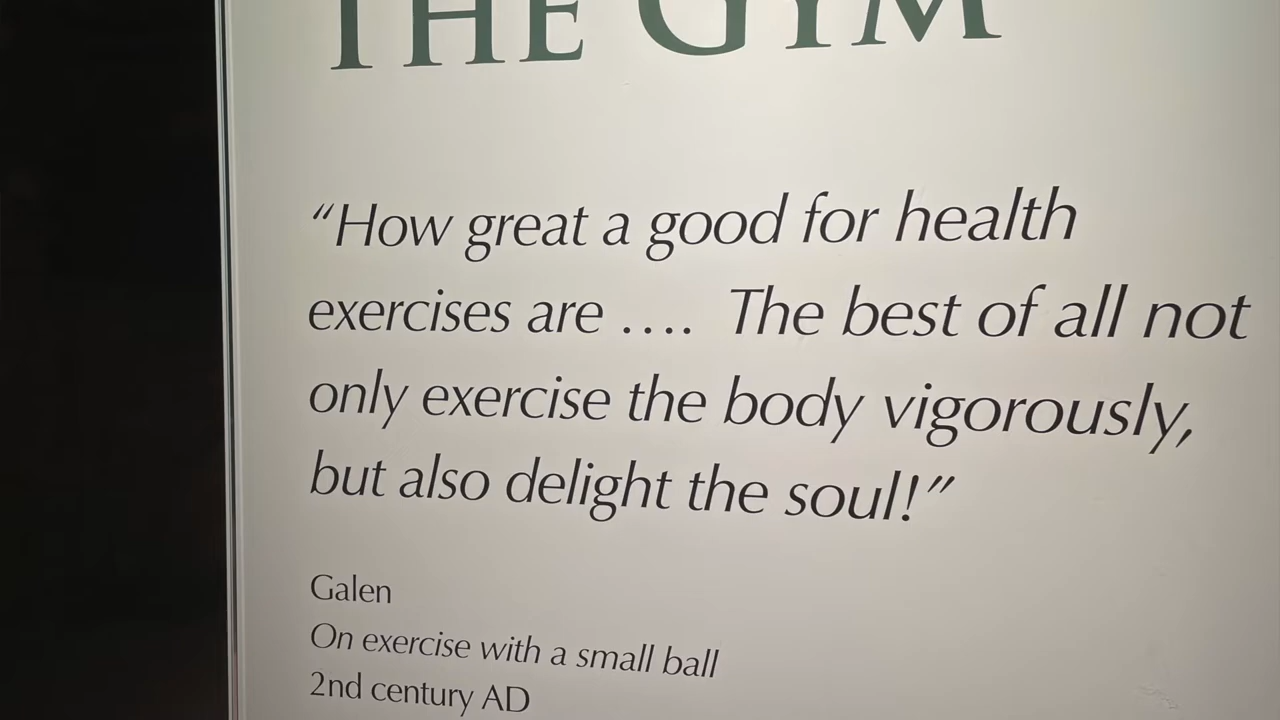 THE GYM
“How great a good for health
exercises are .... The best of all not
only exercise the body vigorously,
but also delight the soul!”
Galen
On exercise with a small ball
2nd century AD